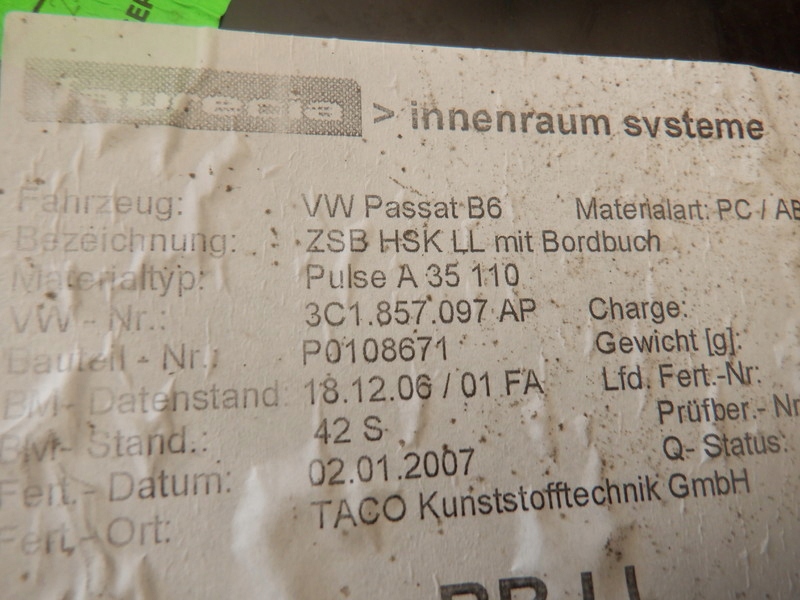 faurecia > innenraum systeme
Fahrzeug: VW Passat B6 Materialart: PC / AB
Bezeichnung: ZSB HSK LL mit Bordbuch
Materialtyp: Pulse A 35 110
VW - Nr.: 3C1.857.097 AP Charge:
Bauteil - Nr.: P0108671 Gewicht [g]:
BM- Datenstand: 18.12.06 / 01 FA Lfd. Fert.-Nr:
BM- Stand.: 42 S Prüfber.- Nr
Fert.- Datum: 02.01.2007 Q- Status:
Fert.- Ort: TACO Kunststofftechnik GmbH